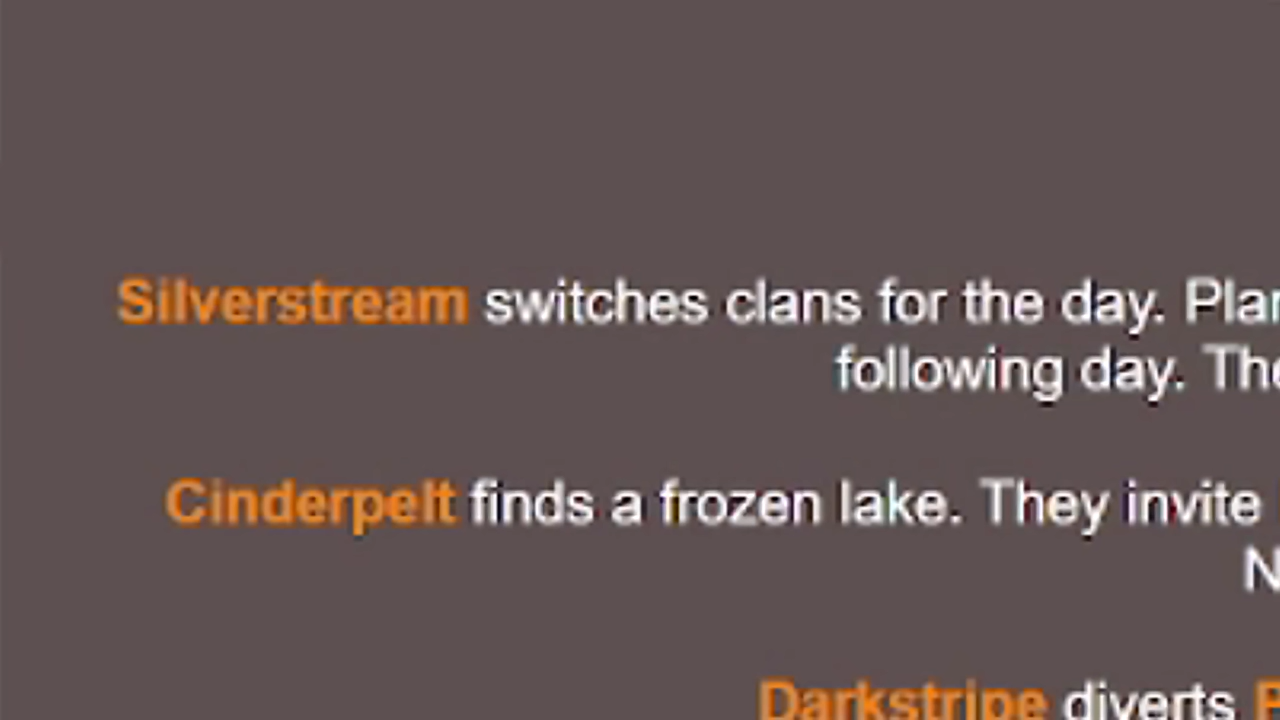 Silverstream switches clans for the day.
following day.
Cinderpelt finds a frozen lake. They invite
Darkstripe diverts